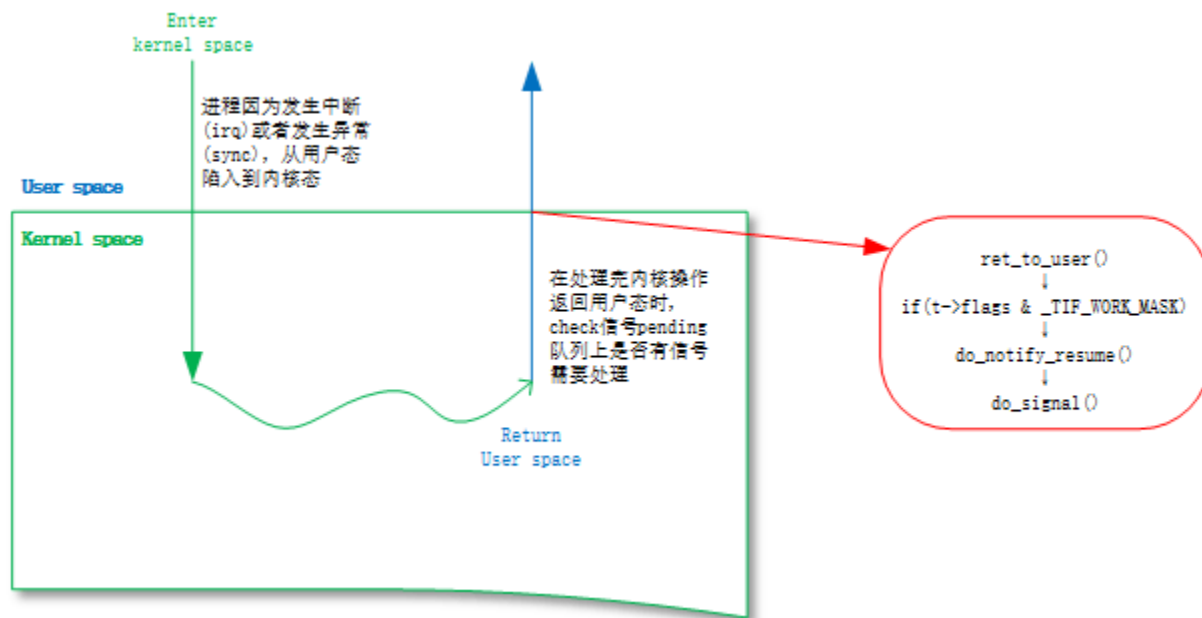 Enter
kernel space
进程因为发生中断
(irq)或者发生异常
(sync), 从用户态
陷入到内核态
User space
Kernel space
在处理完内核操作
返回用户态时,
check信号pending
队列上是否有信号
需要处理
Return
User space
ret_to_user()
↓
if(t->flags & _TIF_WORK_MASK)
↓
do_notify_resume()
↓
do_signal()